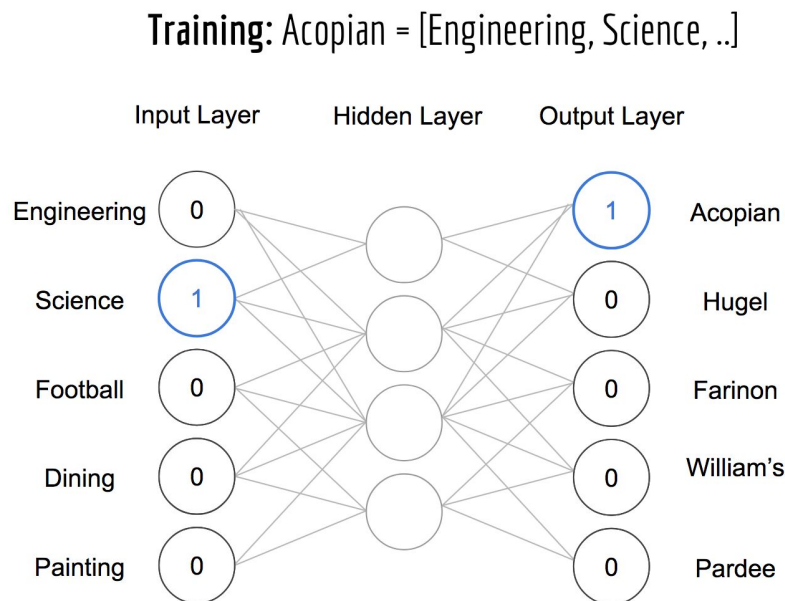 Training: Acopian = [Engineering, Science, ..]
Input Layer Hidden Layer Output Layer
Engineering 0 1 Acopian
Science 1 0 Hugel
Football 0 0 Farinon
Dining 0 0 William's
Painting 0 0 Pardee